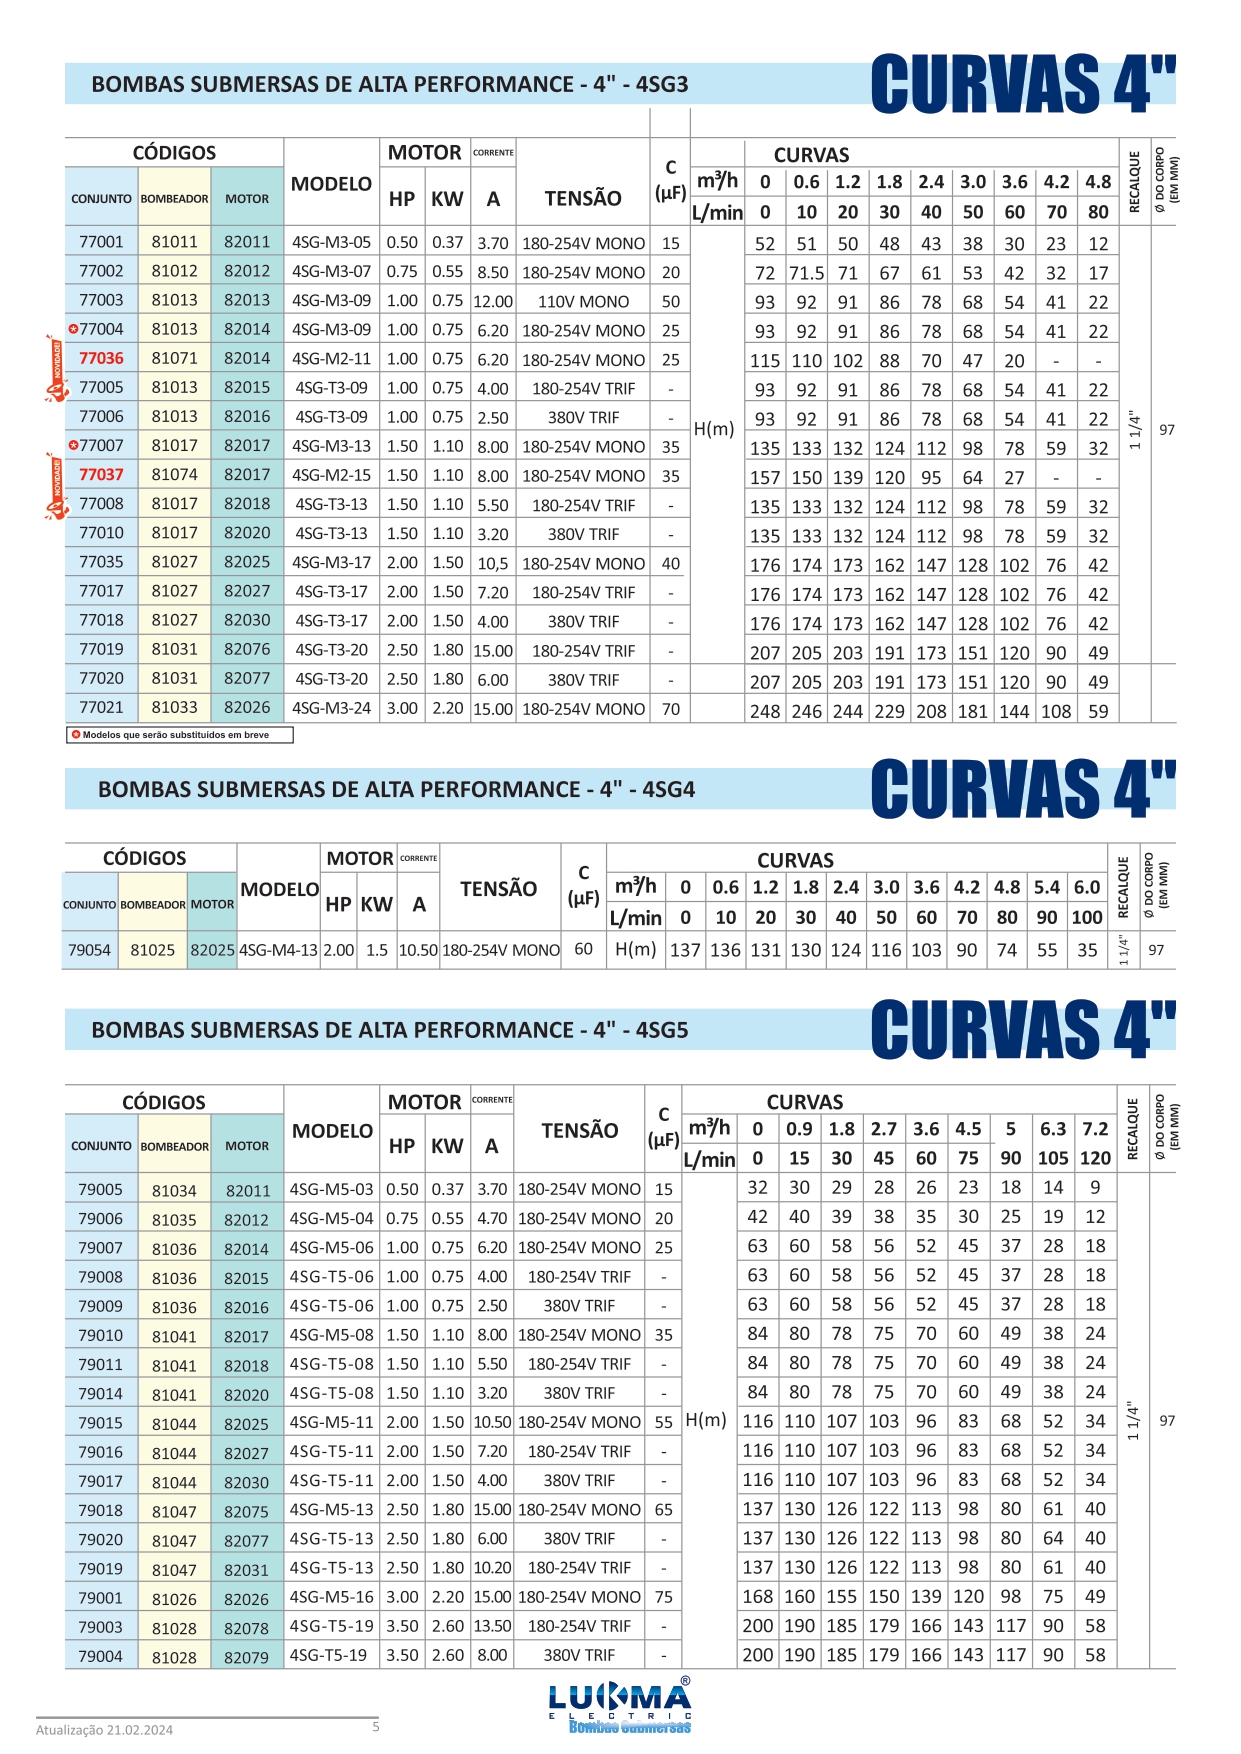 BOMBAS SUBMERSAS DE ALTA PERFORMANCE - 4" - 4SG3
CURVAS 4"
CÓDIGOS MODELO MOTOR CORRENTE TENSÃO C (µF) CURVAS RECALQUE Ø DO CORPO (EM MM)
CONJUNTO BOMBEADOR MOTOR HP KW A
m³/h 0 0.6 1.2 1.8 2.4 3.0 3.6 4.2 4.8
L/min 0 10 20 30 40 50 60 70 80
77001 81011 82011 4SG-M3-05 0.50 0.37 3.70 180-254V MONO 15 52 51 50 48 43 38 30 23 12
77002 81012 82012 4SG-M3-07 0.75 0.55 8.50 180-254V MONO 20 72 71.5 71 67 61 53 42 32 17
77003 81013 82013 4SG-M3-09 1.00 0.75 12.00 110V MONO 50 93 92 91 86 78 68 54 41 22
77004 81013 82014 4SG-M3-09 1.00 0.75 6.20 180-254V MONO 25 93 92 91 86 78 68 54 41 22
NOVIDADE!
77036 81071 82014 4SG-M2-11 1.00 0.75 6.20 180-254V MONO 25 115 110 102 88 70 47 20 - -
77005 81013 82015 4SG-T3-09 1.00 0.75 4.00 180-254V TRIF - 93 92 91 86 78 68 54 41 22
77006 81013 82016 4SG-T3-09 1.00 0.75 2.50 380V TRIF - 93 92 91 86 78 68 54 41 22
H(m) 1 1/4" 97
77007 81017 82017 4SG-M3-13 1.50 1.10 8.00 180-254V MONO 35 135 133 132 124 112 98 78 59 32
NOVIDADE!
77037 81074 82017 4SG-M2-15 1.50 1.10 8.00 180-254V MONO 35 157 150 139 120 95 64 27 - -
77008 81017 82018 4SG-T3-13 1.50 1.10 5.50 180-254V TRIF - 135 133 132 124 112 98 78 59 32
77010 81017 82020 4SG-T3-13 1.50 1.10 3.20 380V TRIF - 135 133 132 124 112 98 78 59 32
77035 81027 82025 4SG-M3-17 2.00 1.50 10,5 180-254V MONO 40 176 174 173 162 147 128 102 76 42
77017 81027 82027 4SG-T3-17 2.00 1.50 7.20 180-254V TRIF - 176 174 173 162 147 128 102 76 42
77018 81027 82030 4SG-T3-17 2.00 1.50 4.00 380V TRIF - 176 174 173 162 147 128 102 76 42
77019 81031 82076 4SG-T3-20 2.50 1.80 15.00 180-254V TRIF - 207 205 203 191 173 151 120 90 49
77020 81031 82077 4SG-T3-20 2.50 1.80 6.00 380V TRIF - 207 205 203 191 173 151 120 90 49
77021 81033 82026 4SG-M3-24 3.00 2.20 15.00 180-254V MONO 70 248 246 244 229 208 181 144 108 59
Modelos que serão substituídos em breve
BOMBAS SUBMERSAS DE ALTA PERFORMANCE - 4" - 4SG4
CURVAS 4"
CÓDIGOS MODELO MOTOR CORRENTE TENSÃO C (µF) CURVAS RECALQUE Ø DO CORPO (EM MM)
CONJUNTO BOMBEADOR MOTOR HP KW A
m³/h 0 0.6 1.2 1.8 2.4 3.0 3.6 4.2 4.8 5.4 6.0
L/min 0 10 20 30 40 50 60 70 80 90 100
79054 81025 82025 4SG-M4-13 2.00 1.5 10.50 180-254V MONO 60 H(m) 137 136 131 130 124 116 103 90 74 55 35 1 1/4" 97
BOMBAS SUBMERSAS DE ALTA PERFORMANCE - 4" - 4SG5
CURVAS 4"
CÓDIGOS MODELO MOTOR CORRENTE TENSÃO C (µF) CURVAS RECALQUE Ø DO CORPO (EM MM)
CONJUNTO BOMBEADOR MOTOR HP KW A
m³/h 0 0.9 1.8 2.7 3.6 4.5 5 6.3 7.2
L/min 0 15 30 45 60 75 90 105 120
79005 81034 82011 4SG-M5-03 0.50 0.37 3.70 180-254V MONO 15 32 30 29 28 26 23 18 14 9
79006 81035 82012 4SG-M5-04 0.75 0.55 4.70 180-254V MONO 20 42 40 39 38 35 30 25 19 12
79007 81036 82014 4SG-M5-06 1.00 0.75 6.20 180-254V MONO 25 63 60 58 56 52 45 37 28 18
79008 81036 82015 4SG-T5-06 1.00 0.75 4.00 180-254V TRIF - 63 60 58 56 52 45 37 28 18
79009 81036 82016 4SG-T5-06 1.00 0.75 2.50 380V TRIF - 63 60 58 56 52 45 37 28 18
79010 81041 82017 4SG-M5-08 1.50 1.10 8.00 180-254V MONO 35 84 80 78 75 70 60 49 38 24
79011 81041 82018 4SG-T5-08 1.50 1.10 5.50 180-254V TRIF - 84 80 78 75 70 60 49 38 24
79014 81041 82020 4SG-T5-08 1.50 1.10 3.20 380V TRIF - 84 80 78 75 70 60 49 38 24
79015 81044 82025 4SG-M5-11 2.00 1.50 10.50 180-254V MONO 55 H(m) 116 110 107 103 96 83 68 52 34 1 1/4" 97
79016 81044 82027 4SG-T5-11 2.00 1.50 7.20 180-254V TRIF - 116 110 107 103 96 83 68 52 34
79017 81044 82030 4SG-T5-11 2.00 1.50 4.00 380V TRIF - 116 110 107 103 96 83 68 52 34
79018 81047 82075 4SG-M5-13 2.50 1.80 15.00 180-254V MONO 65 137 130 126 122 113 98 80 61 40
79020 81047 82077 4SG-T5-13 2.50 1.80 6.00 380V TRIF - 137 130 126 122 113 98 80 64 40
79019 81047 82031 4SG-T5-13 2.50 1.80 10.20 180-254V TRIF - 137 130 126 122 113 98 80 61 40
79001 81026 82026 4SG-M5-16 3.00 2.20 15.00 180-254V MONO 75 168 160 155 150 139 120 98 75 49
79003 81028 82078 4SG-T5-19 3.50 2.60 13.50 180-254V TRIF - 200 190 185 179 166 143 117 90 58
79004 81028 82079 4SG-T5-19 3.50 2.60 8.00 380V TRIF - 200 190 185 179 166 143 117 90 58
LUKMA ®
ELECTRIC
Bombas Submersas
Atualização 21.02.2024 5